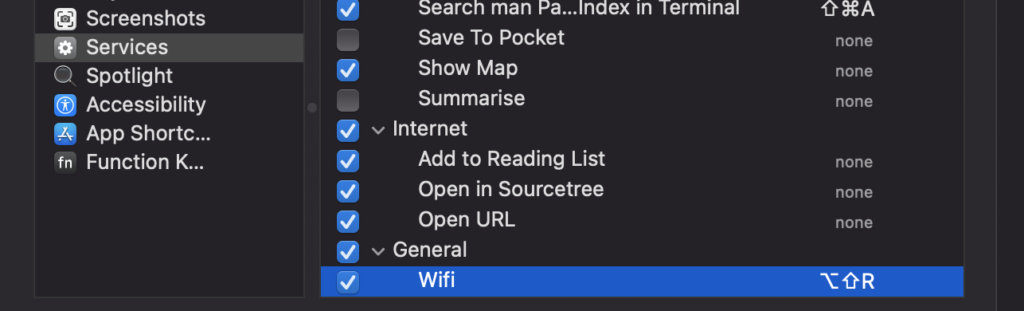 Screenshots
Services
Spotlight
Accessibility
App Shortc...
fn Function K...
Search man Pa...Index in Terminal ⇧⌘A
Save To Pocket none
Show Map none
Summarise none
Internet
Add to Reading List none
Open in Sourcetree none
Open URL none
General
Wifi ⌥⇧R